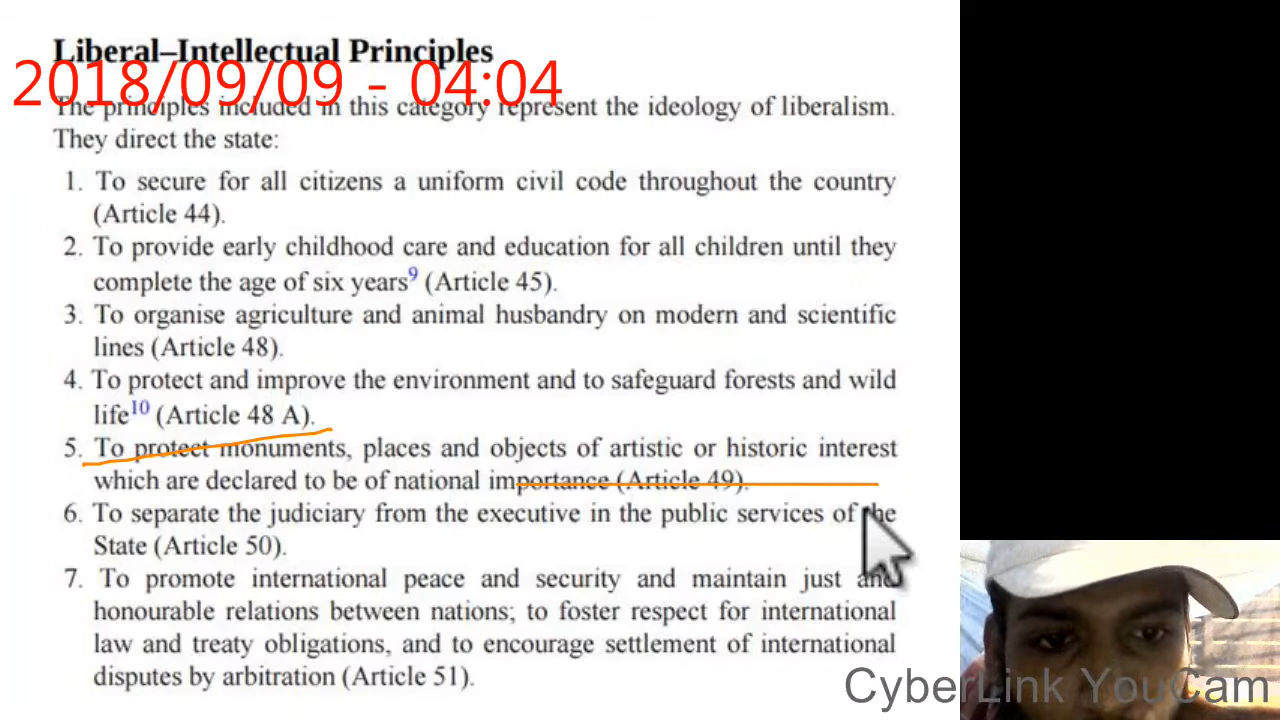 Liberal–Intellectual Principles
2018/09/09 - 04:04
The principles included in this category represent the ideology of liberalism.
They direct the state:
1. To secure for all citizens a uniform civil code throughout the country
(Article 44).
2. To provide early childhood care and education for all children until they
complete the age of six years9 (Article 45).
3. To organise agriculture and animal husbandry on modern and scientific
lines (Article 48).
4. To protect and improve the environment and to safeguard forests and wild
life10 (Article 48 A).
5. To protect monuments, places and objects of artistic or historic interest
which are declared to be of national importance (Article 49).
6. To separate the judiciary from the executive in the public services of the
State (Article 50).
7. To promote international peace and security and maintain just and
honourable relations between nations; to foster respect for international
law and treaty obligations, and to encourage settlement of international
disputes by arbitration (Article 51).
CyberLink YouCam